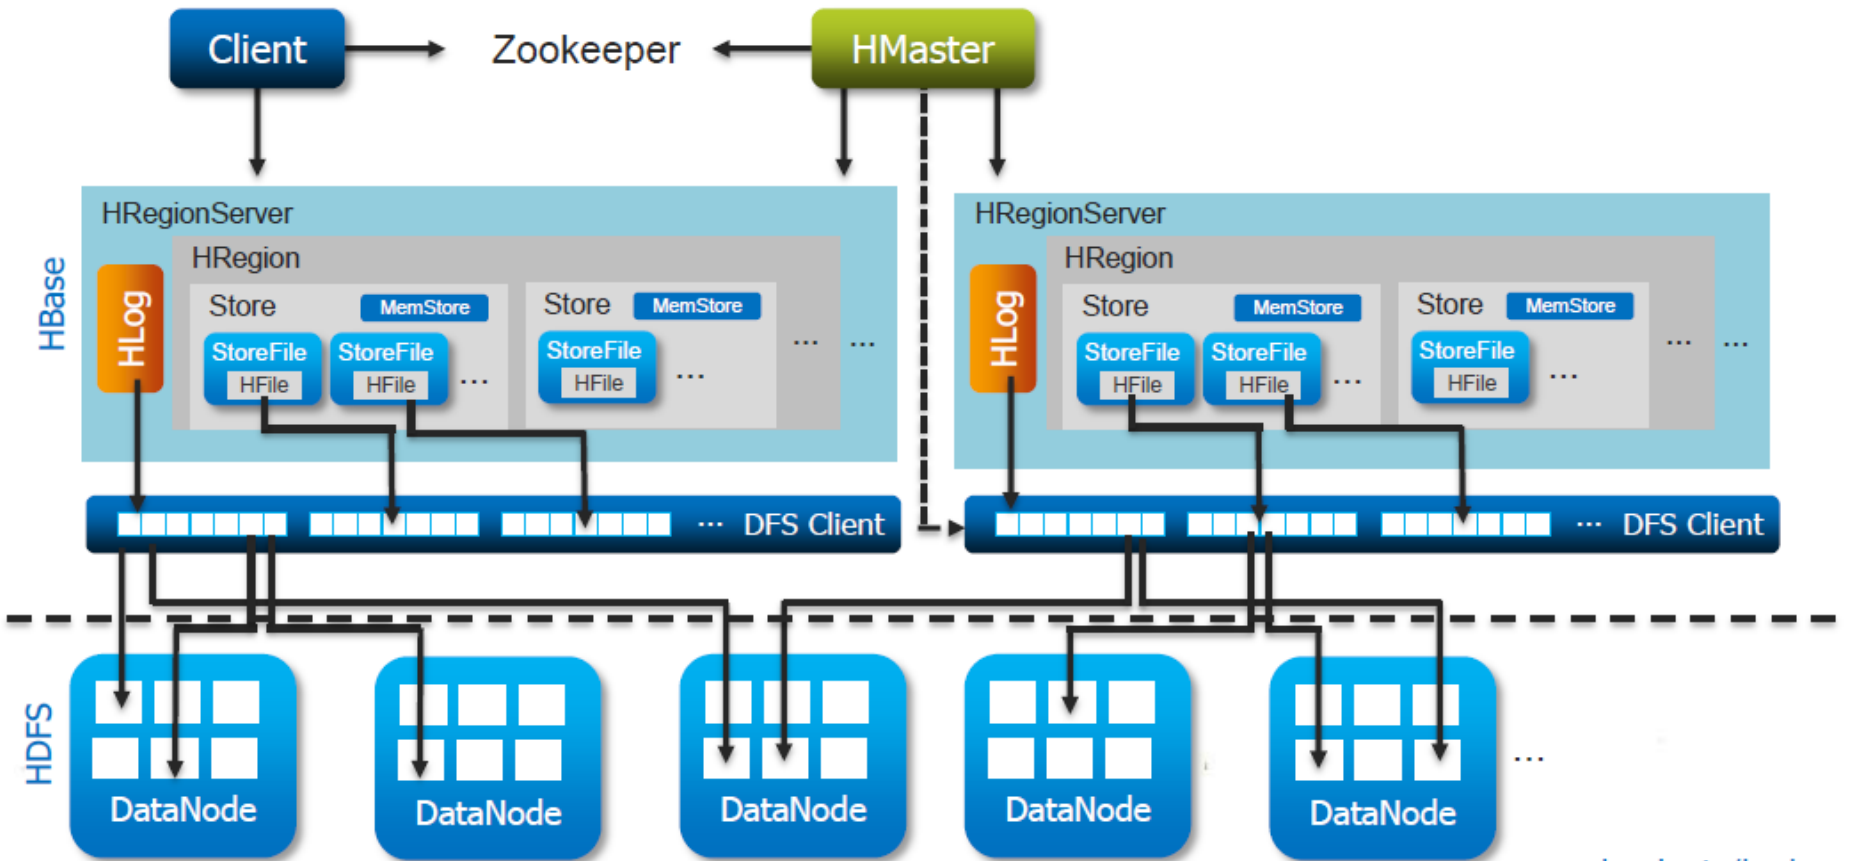 Client
Zookeeper
HMaster
HBase
HRegionServer
HRegion
HLog
Store
MemStore
StoreFile
HFile
StoreFile
HFile
...
Store
MemStore
StoreFile
HFile
...
... ...
HRegionServer
HRegion
HLog
Store
MemStore
StoreFile
HFile
StoreFile
HFile
...
Store
MemStore
StoreFile
HFile
...
... ...
... DFS Client
... DFS Client
HDFS
DataNode
DataNode
DataNode
DataNode
DataNode
...